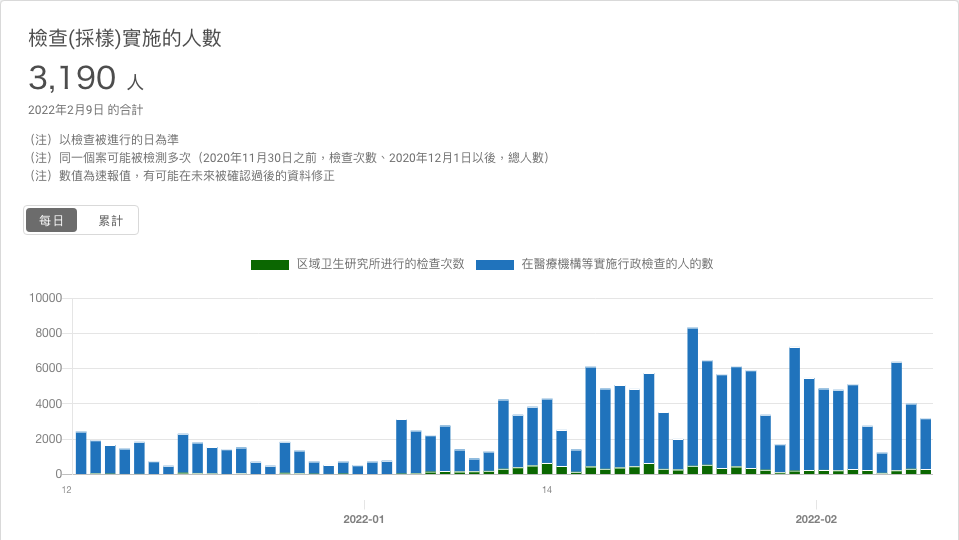 檢查(採樣)實施的人數
3,190 人
2022年2月9日 的合計
（注）以檢查被進行的日為準
（注）同一個案可能被檢測多次（2020年11月30日之前，檢查次數、2020年12月1日以後，總人數）
（注）數值為速報值，有可能在未來被確認過後的資料修正
每日 累計
区域卫生研究所进行的检查次数 在醫療機構等實施行政檢查的人的數
10000
8000
6000
4000
2000
0
12 14
2022-01 2022-02